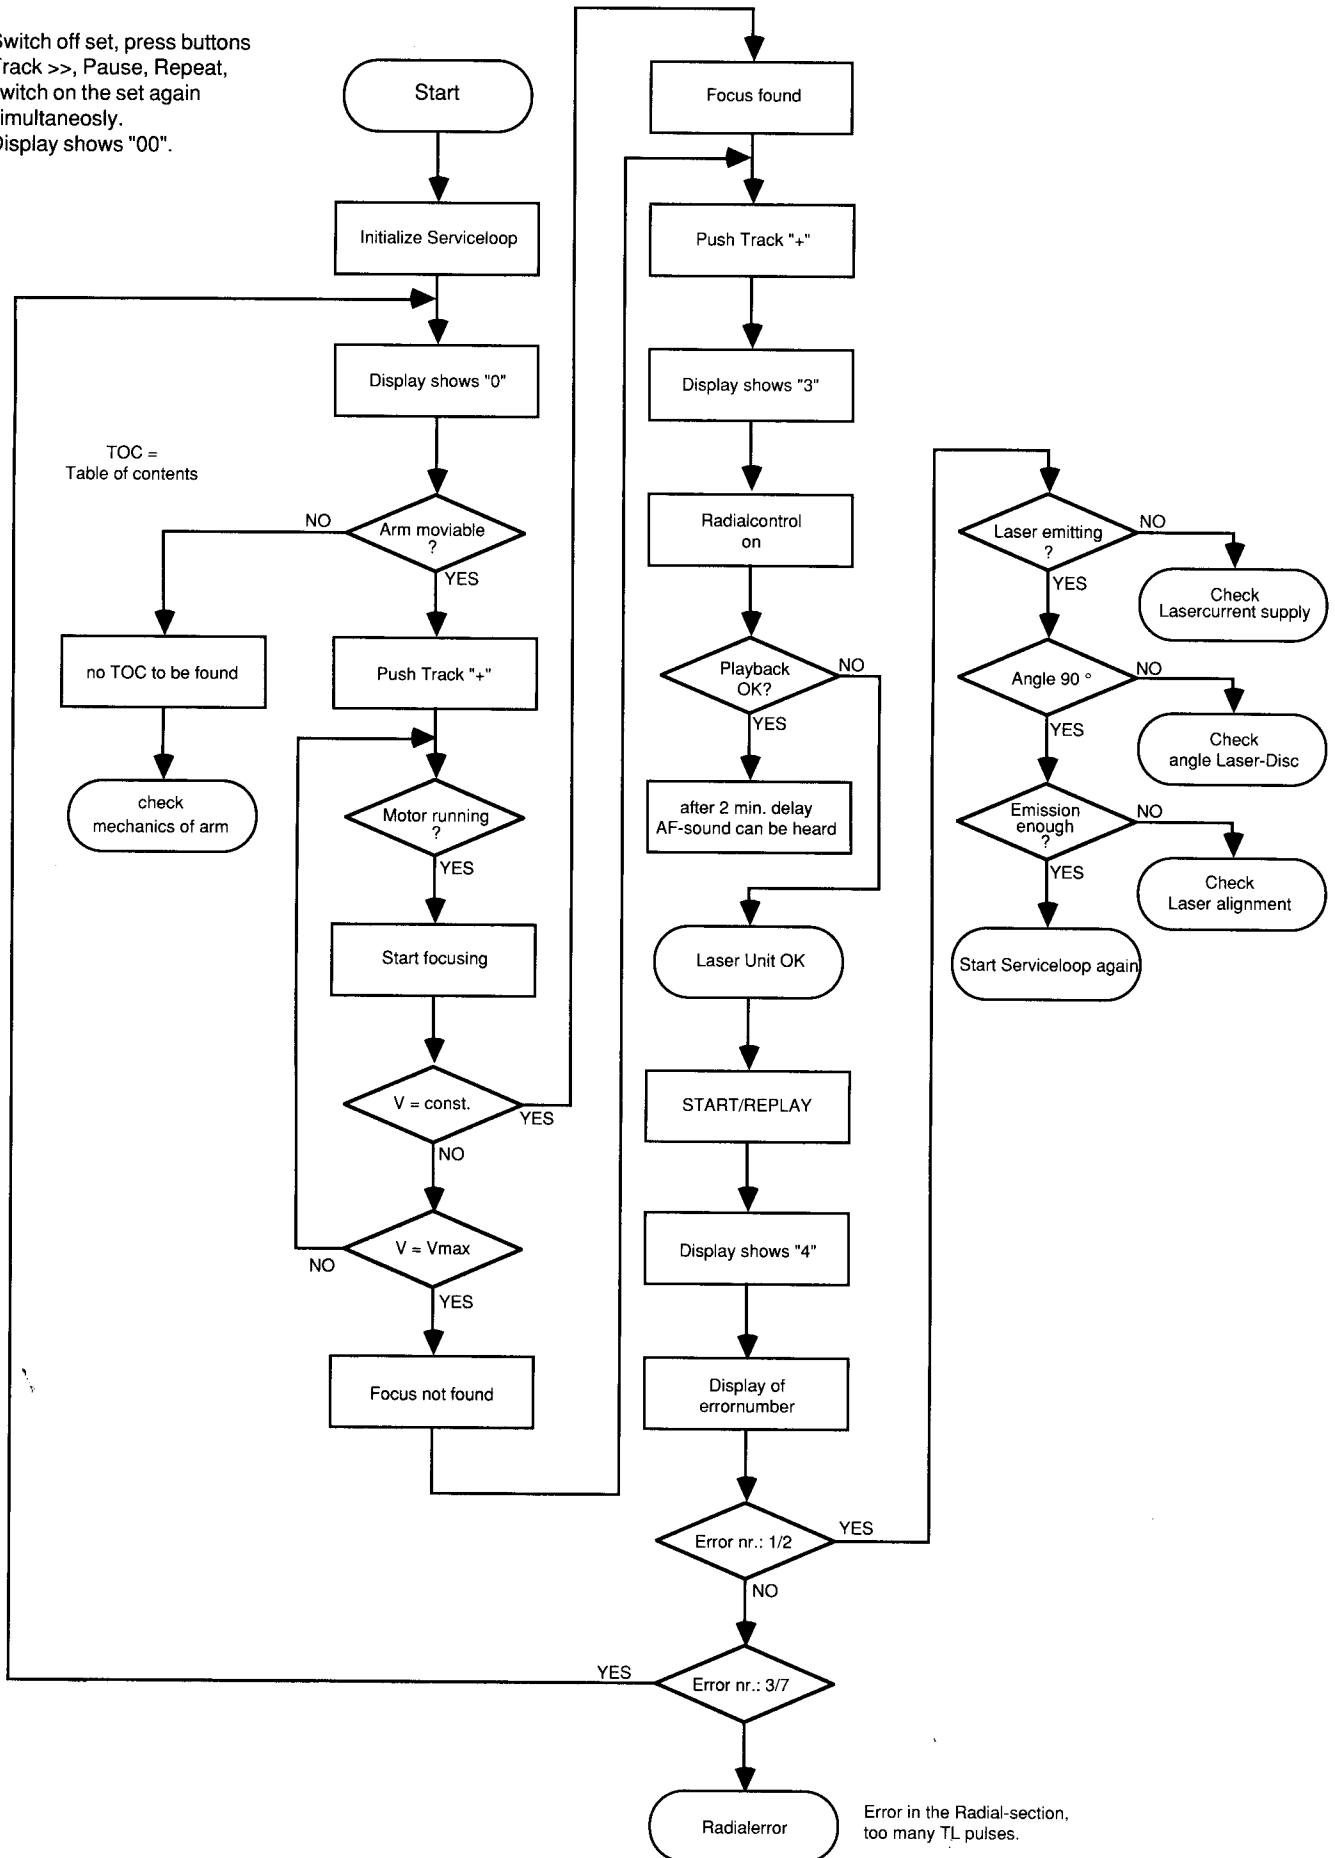 Switch off set, press buttons
Track >>, Pause, Repeat,
switch on the set again
simultaneosly.
Display shows "00".
Start
Initialize Serviceloop
Display shows "0"
TOC =
Table of contents
Arm moviable
?
NO
YES
no TOC to be found
check
mechanics of arm
Push Track "+"
Motor running
?
YES
Start focusing
V = const.
YES
NO
V = Vmax
NO
YES
Focus not found
Focus found
Push Track "+"
Display shows "3"
Radialcontrol
on
Playback
OK?
NO
YES
after 2 min. delay
AF-sound can be heard
Laser Unit OK
START/REPLAY
Display shows "4"
Display of
errornumber
Error nr.: 1/2
YES
NO
Error nr.: 3/7
YES
Radialerror
Error in the Radial-section,
too many TL pulses.
Laser emitting
?
NO
YES
Check
Lasercurrent supply
Angle 90 °
NO
YES
Check
angle Laser-Disc
Emission
enough
?
NO
YES
Check
Laser alignment
Start Serviceloop again